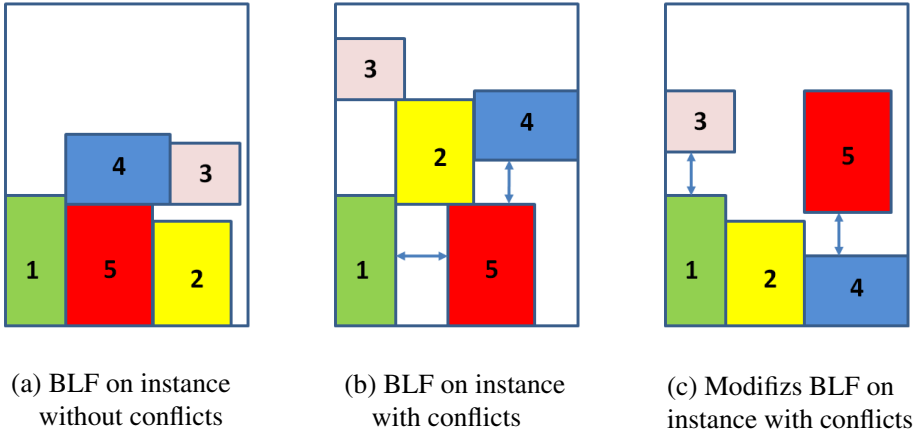 4
3
1
5
2
3
2
4
1
5
3
5
1
2
4
(a) BLF on instance
without conflicts
(b) BLF on instance
with conflicts
(c) Modifizs BLF on
instance with conflicts